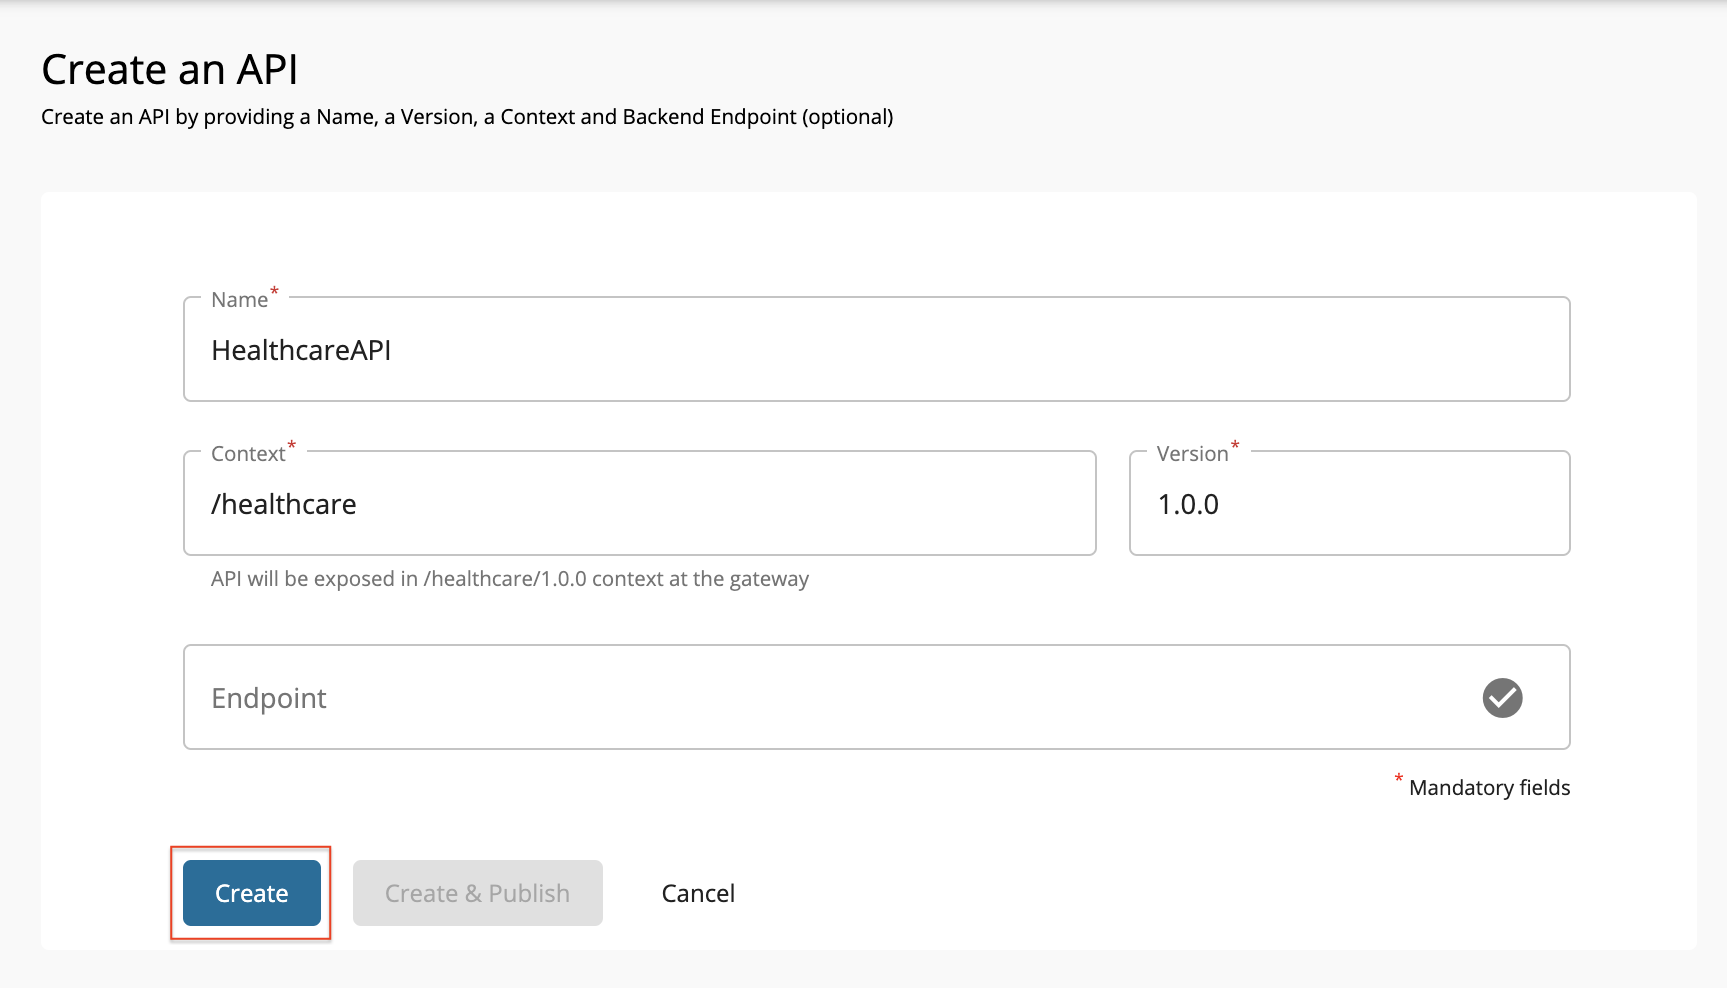 Create an API
Create an API by providing a Name, a Version, a Context and Backend Endpoint (optional)
Name*
HealthcareAPI
Context*
Version*
/healthcare
1.0.0
API will be exposed in /healthcare/1.0.0 context at the gateway
Endpoint
* Mandatory fields
Create
Create & Publish
Cancel